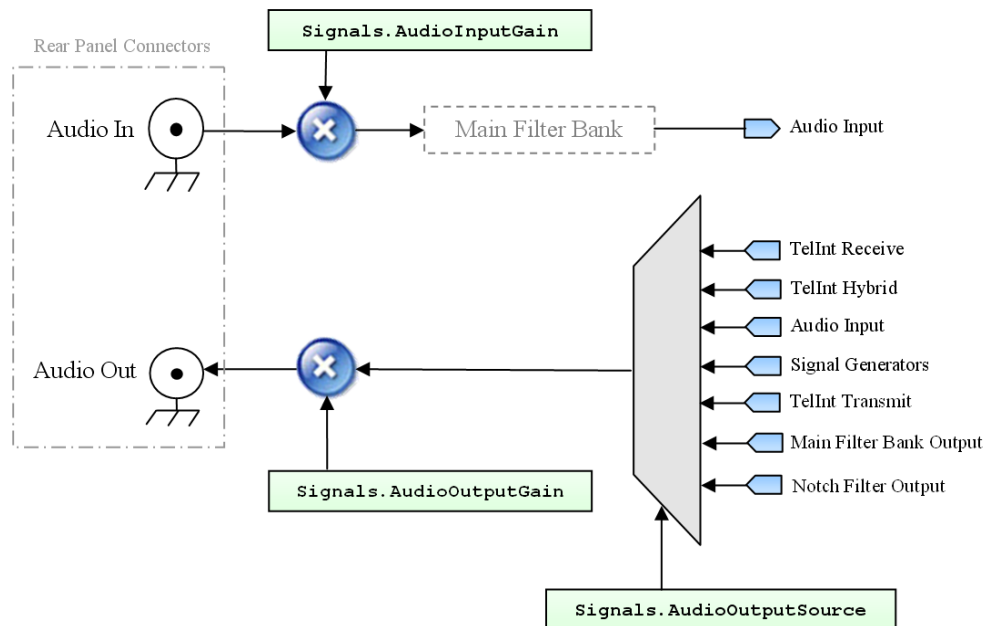 Signals.AudioInputGain
Rear Panel Connectors
Audio In
Main Filter Bank
Audio Input
TelInt Receive
TelInt Hybrid
Audio Input
Signal Generators
TelInt Transmit
Main Filter Bank Output
Notch Filter Output
Audio Out
Signals.AudioOutputGain
Signals.AudioOutputSource